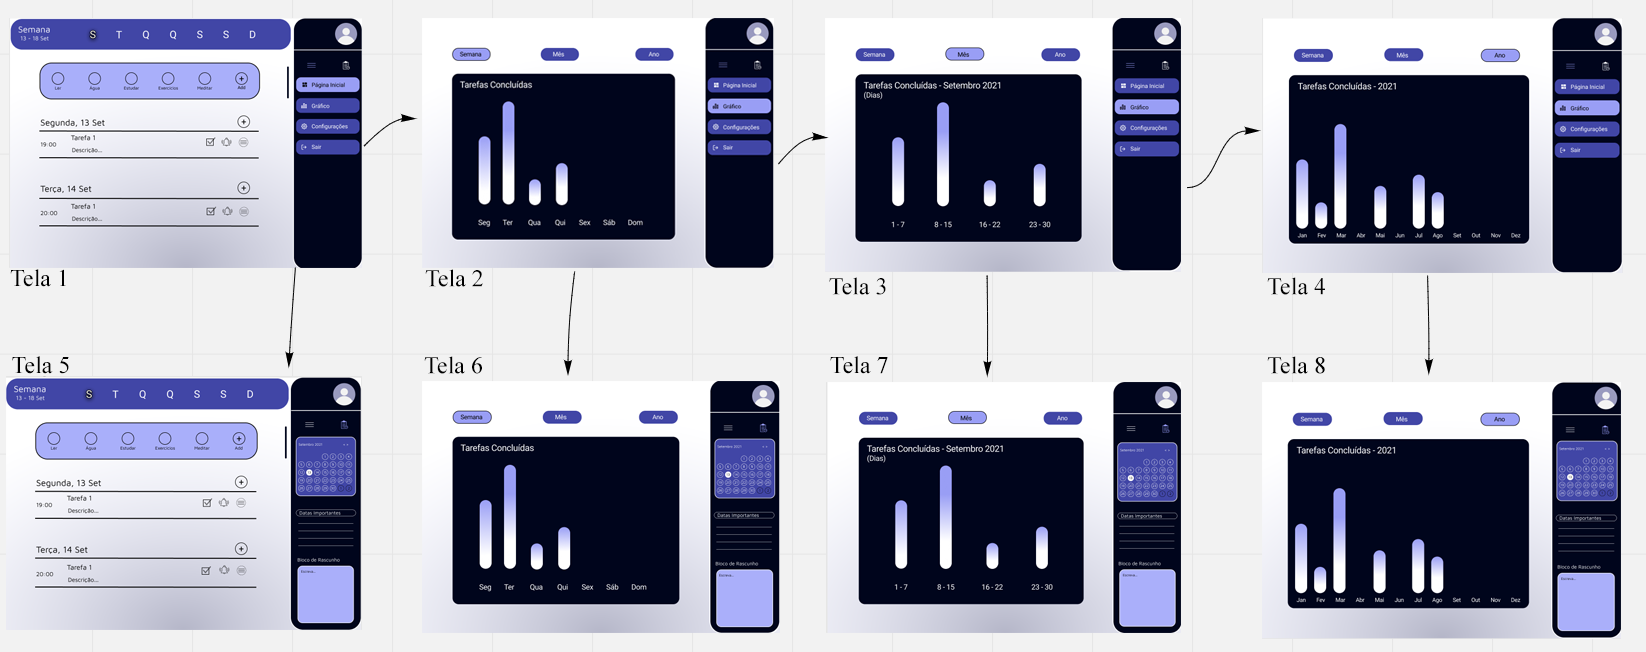 Semana
13 - 18 Set
S T Q Q S S D
Ler Água Estudar Exercícios Meditar Add
Segunda, 13 Set
Tarefa 1
19:00
Descrição...
Terça, 14 Set
Tarefa 1
20:00
Descrição...
Página Inicial
Gráfico
Configurações
Sair
Tela 1
Semana Mês Ano
Tarefas Concluídas
Seg Ter Qua Qui Sex Sáb Dom
Página Inicial
Gráfico
Configurações
Sair
Tela 2
Semana Mês Ano
Tarefas Concluídas - Setembro 2021
(Dias)
1 - 7 8 - 15 16 - 22 23 - 30
Página Inicial
Gráfico
Configurações
Sair
Tela 3
Semana Mês Ano
Tarefas Concluídas - 2021
Jan Fev Mar Abr Mai Jun Jul Ago Set Out Nov Dez
Página Inicial
Gráfico
Configurações
Sair
Tela 4
Tela 5
Semana
13 - 18 Set
S T Q Q S S D
Ler Água Estudar Exercícios Meditar Add
Segunda, 13 Set
Tarefa 1
19:00
Descrição...
Terça, 14 Set
Tarefa 1
20:00
Descrição...
Setembro 2021
Datas Importantes
Bloco de Rascunho
Escreva...
Tela 6
Semana Mês Ano
Tarefas Concluídas
Seg Ter Qua Qui Sex Sáb Dom
Setembro 2021
Datas Importantes
Bloco de Rascunho
Escreva...
Tela 7
Semana Mês Ano
Tarefas Concluídas - Setembro 2021
(Dias)
1 - 7 8 - 15 16 - 22 23 - 30
Setembro 2021
Datas Importantes
Bloco de Rascunho
Escreva...
Tela 8
Semana Mês Ano
Tarefas Concluídas - 2021
Jan Fev Mar Abr Mai Jun Jul Ago Set Out Nov Dez
Setembro 2021
Datas Importantes
Bloco de Rascunho
Escreva...